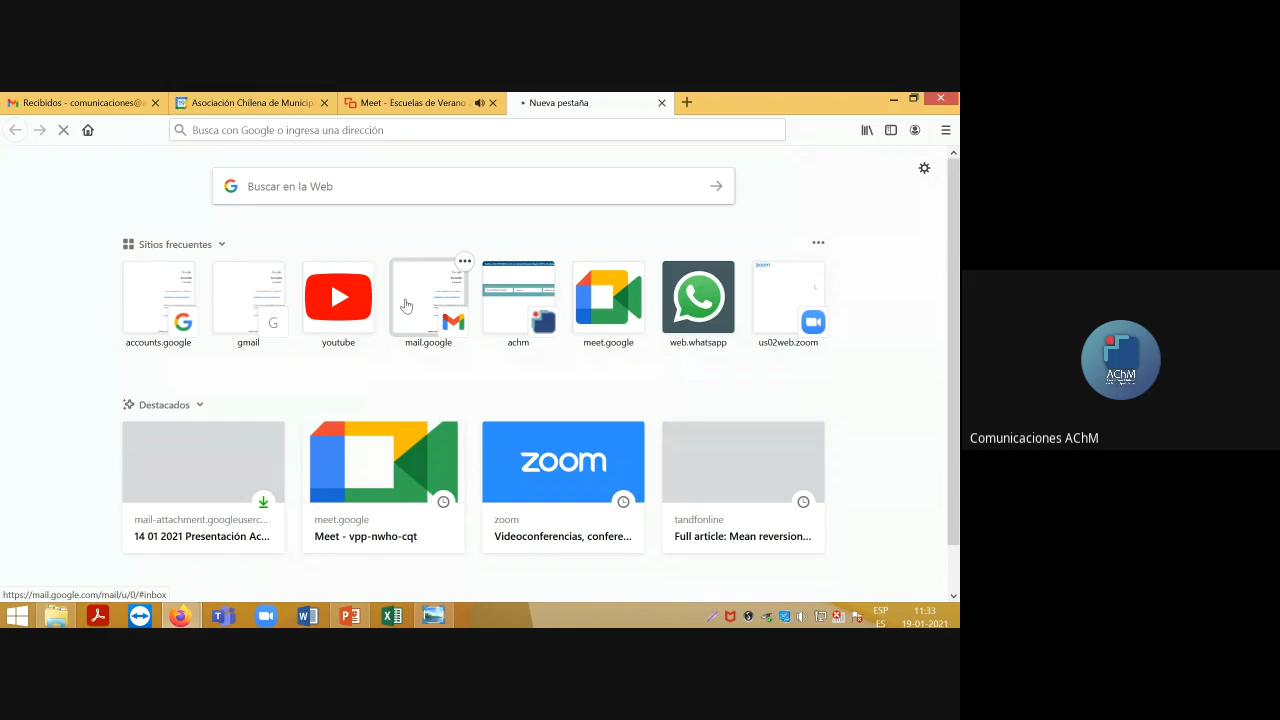 Recibidos - comunicaciones@a
Asociación Chilena de Municipa
Meet - Escuelas de Verano 2
Nueva pestaña
Busca con Google o ingresa una dirección
Buscar en la Web
Sitios frecuentes
accounts.google
G
gmail
youtube
mail.google
achm
meet.google
web.whatsapp
zoom
us02web.zoom
Destacados
zoom
mail-attachment.googleuserc...
14 01 2021 Presentación Ac...
meet.google
Meet - vpp-nwho-cqt
zoom
Videoconferencias, confere...
tandfonline
Full article: Mean reversion...
https://mail.google.com/mail/u/0/#inbox
ESP
ES
11:33
19-01-2021
AChM
Comunicaciones AChM